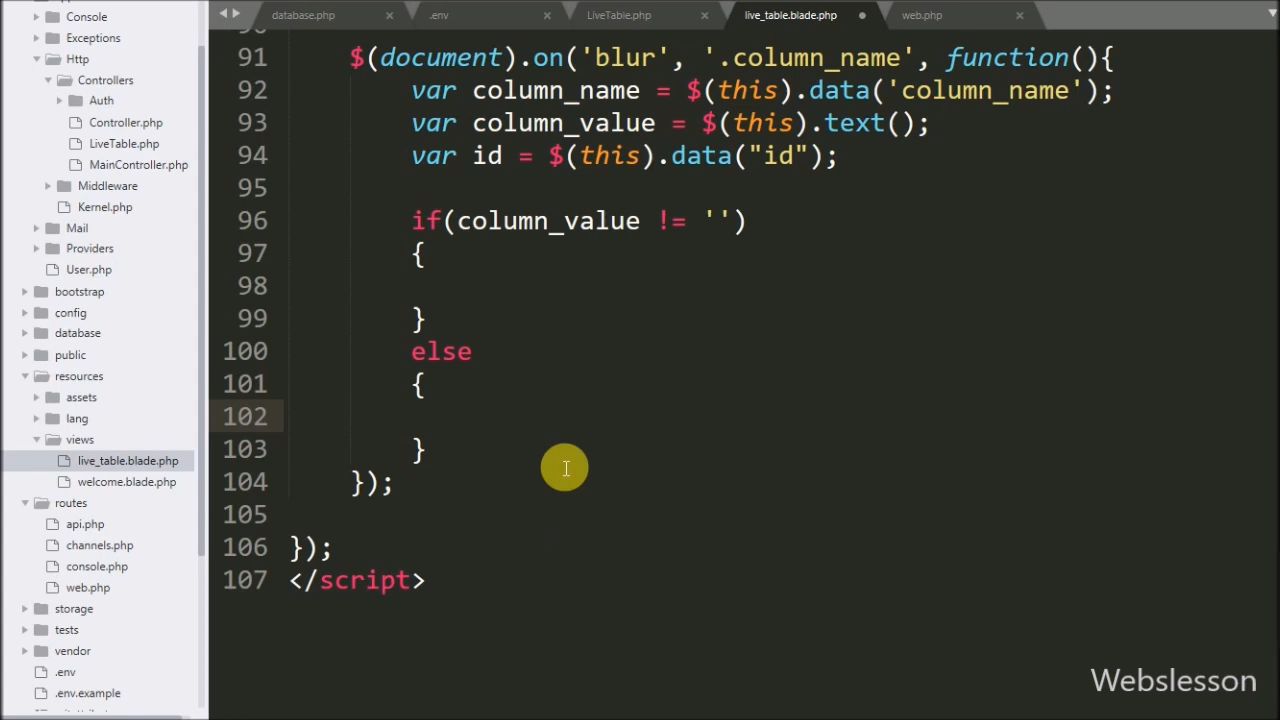 database.php
.env
LiveTable.php
live_table.blade.php
web.php
Console
Exceptions
Http
Controllers
Auth
Controller.php
LiveTable.php
MainController.php
Middleware
Kernel.php
Mail
Providers
User.php
bootstrap
config
database
public
resources
assets
lang
views
live_table.blade.php
welcome.blade.php
routes
api.php
channels.php
console.php
web.php
storage
tests
vendor
.env
.env.example
91 $(document).on('blur', '.column_name', function(){
92 var column_name = $(this).data('column_name');
93 var column_value = $(this).text();
94 var id = $(this).data("id");
95
96 if(column_value != '')
97 {
98
99 }
100 else
101 {
102
103 }
104 });
105
106 });
107 </script>
Webslesson